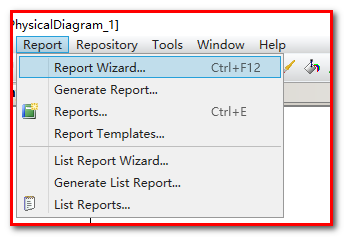 PhysicalDiagram_1]
Report Repository Tools Window Help
Report Wizard... Ctrl+F12
Generate Report...
Reports... Ctrl+E
Report Templates...
List Report Wizard...
Generate List Report...
List Reports...